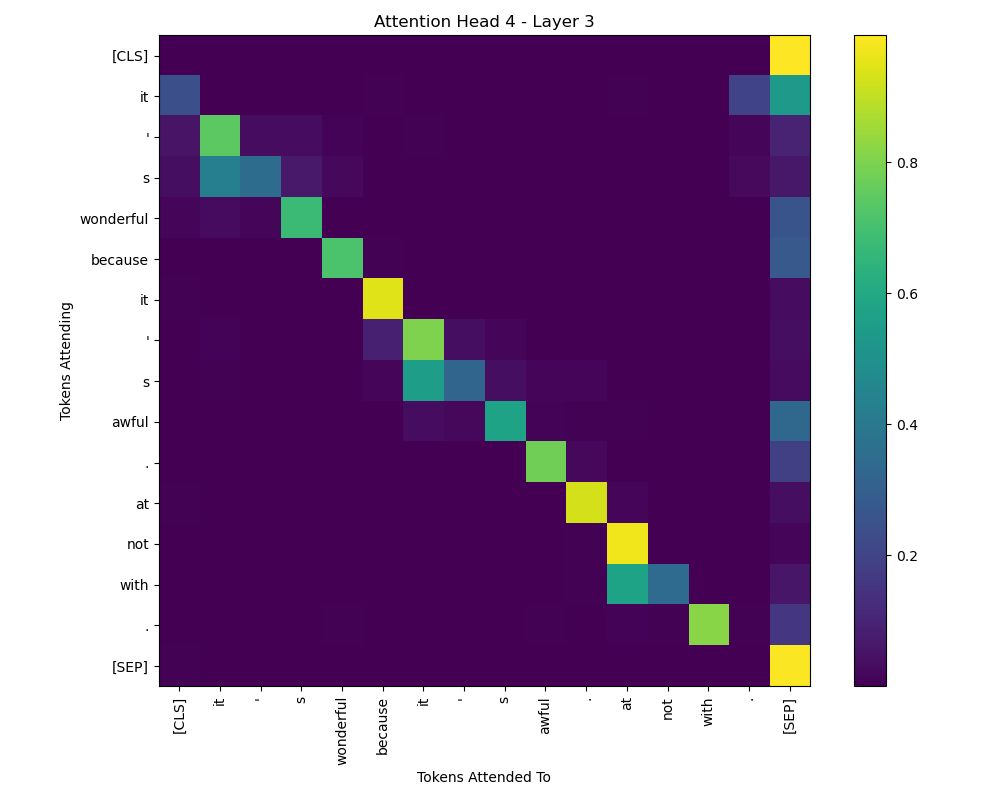 Attention Head 4 - Layer 3
[CLS]
it
'
s
wonderful
because
it
'
s
awful
.
at
not
with
.
[SEP]
Tokens Attending
[CLS]
it
'
s
wonderful
because
it
'
s
awful
.
at
not
with
.
[SEP]
Tokens Attended To
0.8
0.6
0.4
0.2